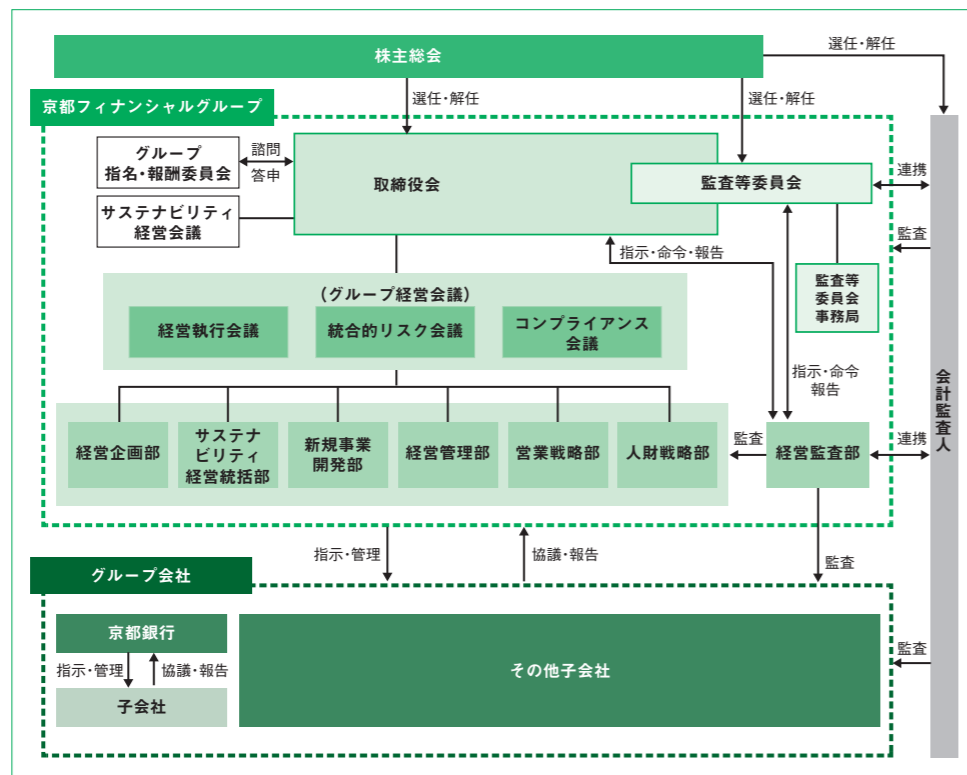 株主総会
選任・解任
選任・解任
選任・解任
京都フィナンシャルグループ
グループ
指名・報酬委員会
諮問
答申
取締役会
監査等委員会
連携
サステナビリティ
経営会議
監査
指示・命令・報告
監査等
委員会
事務局
(グループ経営会議)
経営執行会議
統合的リスク会議
コンプライアンス
会議
指示・命令
報告
会計監査人
経営企画部
サステナ
ビリティ
経営統括部
新規事業
開発部
経営管理部
営業戦略部
人財戦略部
監査
経営監査部
連携
指示・管理
協議・報告
監査
グループ会社
京都銀行
指示・管理
協議・報告
子会社
その他子会社
監査